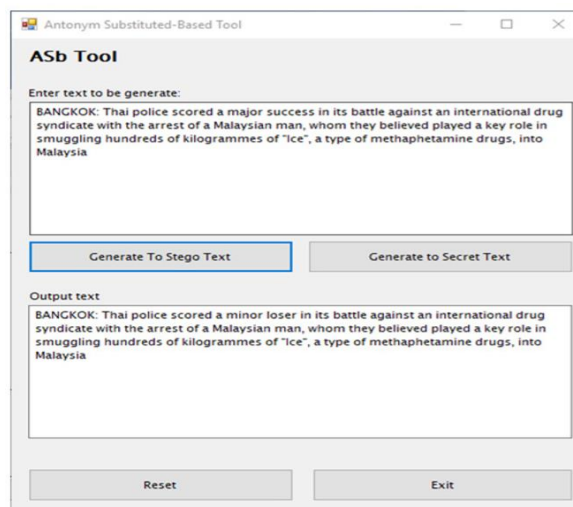 Antonym Substituted-Based Tool
ASb Tool
Enter text to be generate:
BANGKOK: Thai police scored a major success in its battle against an international drug
syndicate with the arrest of a Malaysian man, whom they believed played a key role in
smuggling hundreds of kilogrammes of "Ice", a type of methaphetamine drugs, into
Malaysia
Generate To Stego Text
Generate to Secret Text
Output text
BANGKOK: Thai police scored a minor loser in its battle against an international drug
syndicate with the arrest of a Malaysian man, whom they believed played a key role in
smuggling hundreds of kilogrammes of "Ice", a type of methaphetamine drugs, into
Malaysia
Reset
Exit